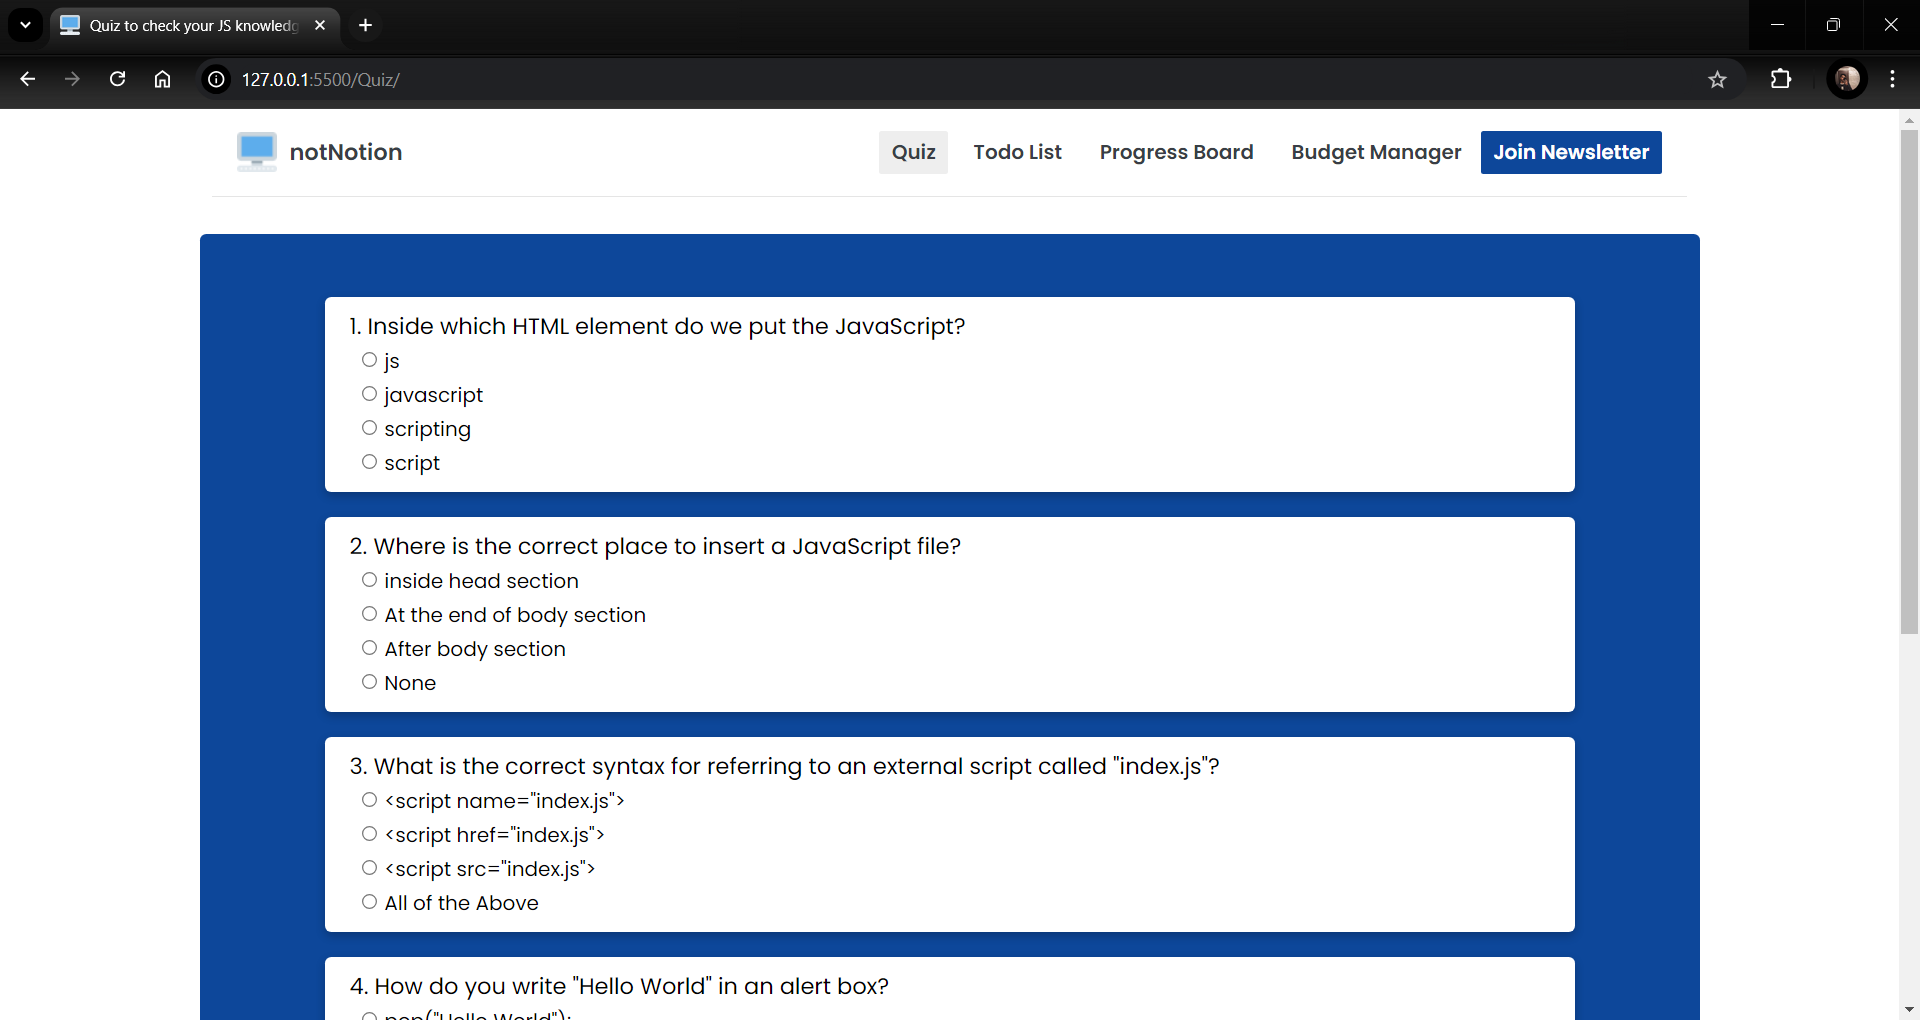 Quiz to check your JS knowledg
127.0.0.1:5500/Quiz/
notNotion
Quiz
Todo List
Progress Board
Budget Manager
Join Newsletter
1. Inside which HTML element do we put the JavaScript?
js
javascript
scripting
script
2. Where is the correct place to insert a JavaScript file?
inside head section
At the end of body section
After body section
None
3. What is the correct syntax for referring to an external script called "index.js"?
<script name="index.js">
<script href="index.js">
<script src="index.js">
All of the Above
4. How do you write "Hello World" in an alert box?
pop("Hello World");